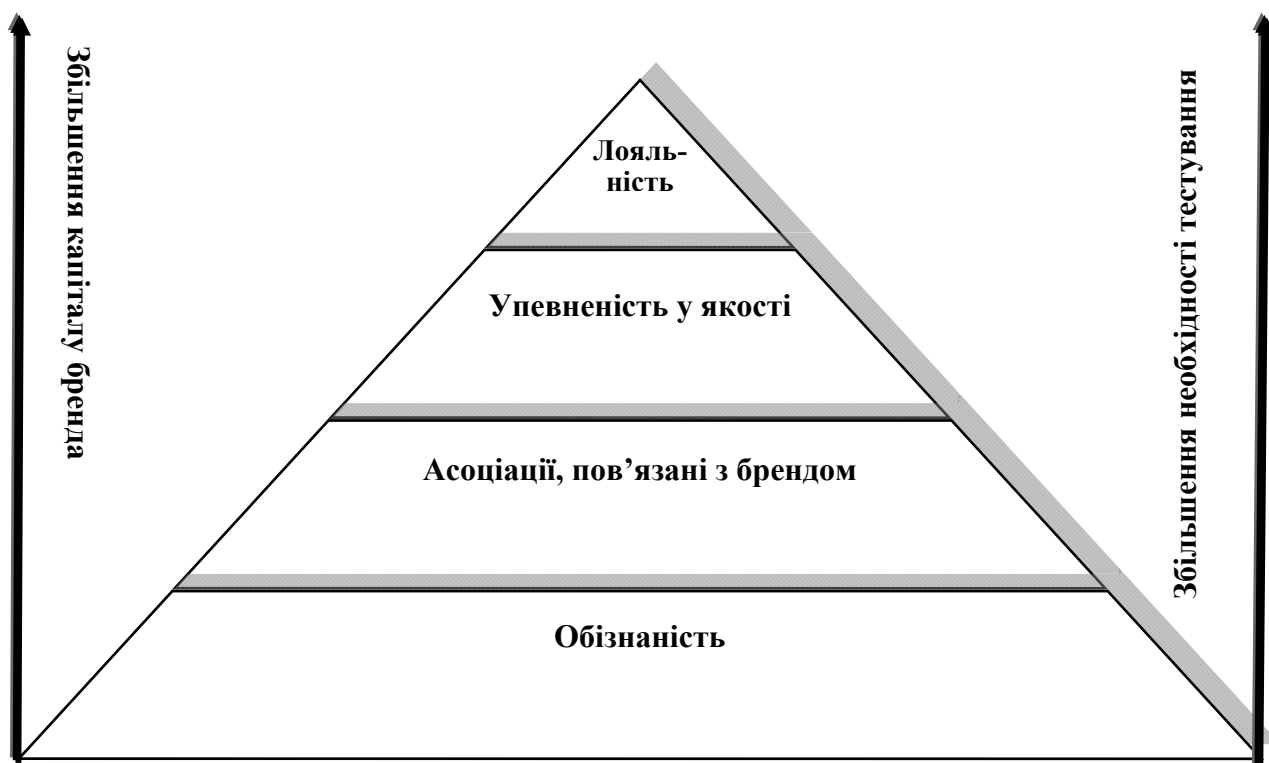 Збільшення капіталу бренда
Лояль-
ність
Упевненість у якості
Асоціації, пов’язані з брендом
Обізнаність
Збільшення необхідності тестування